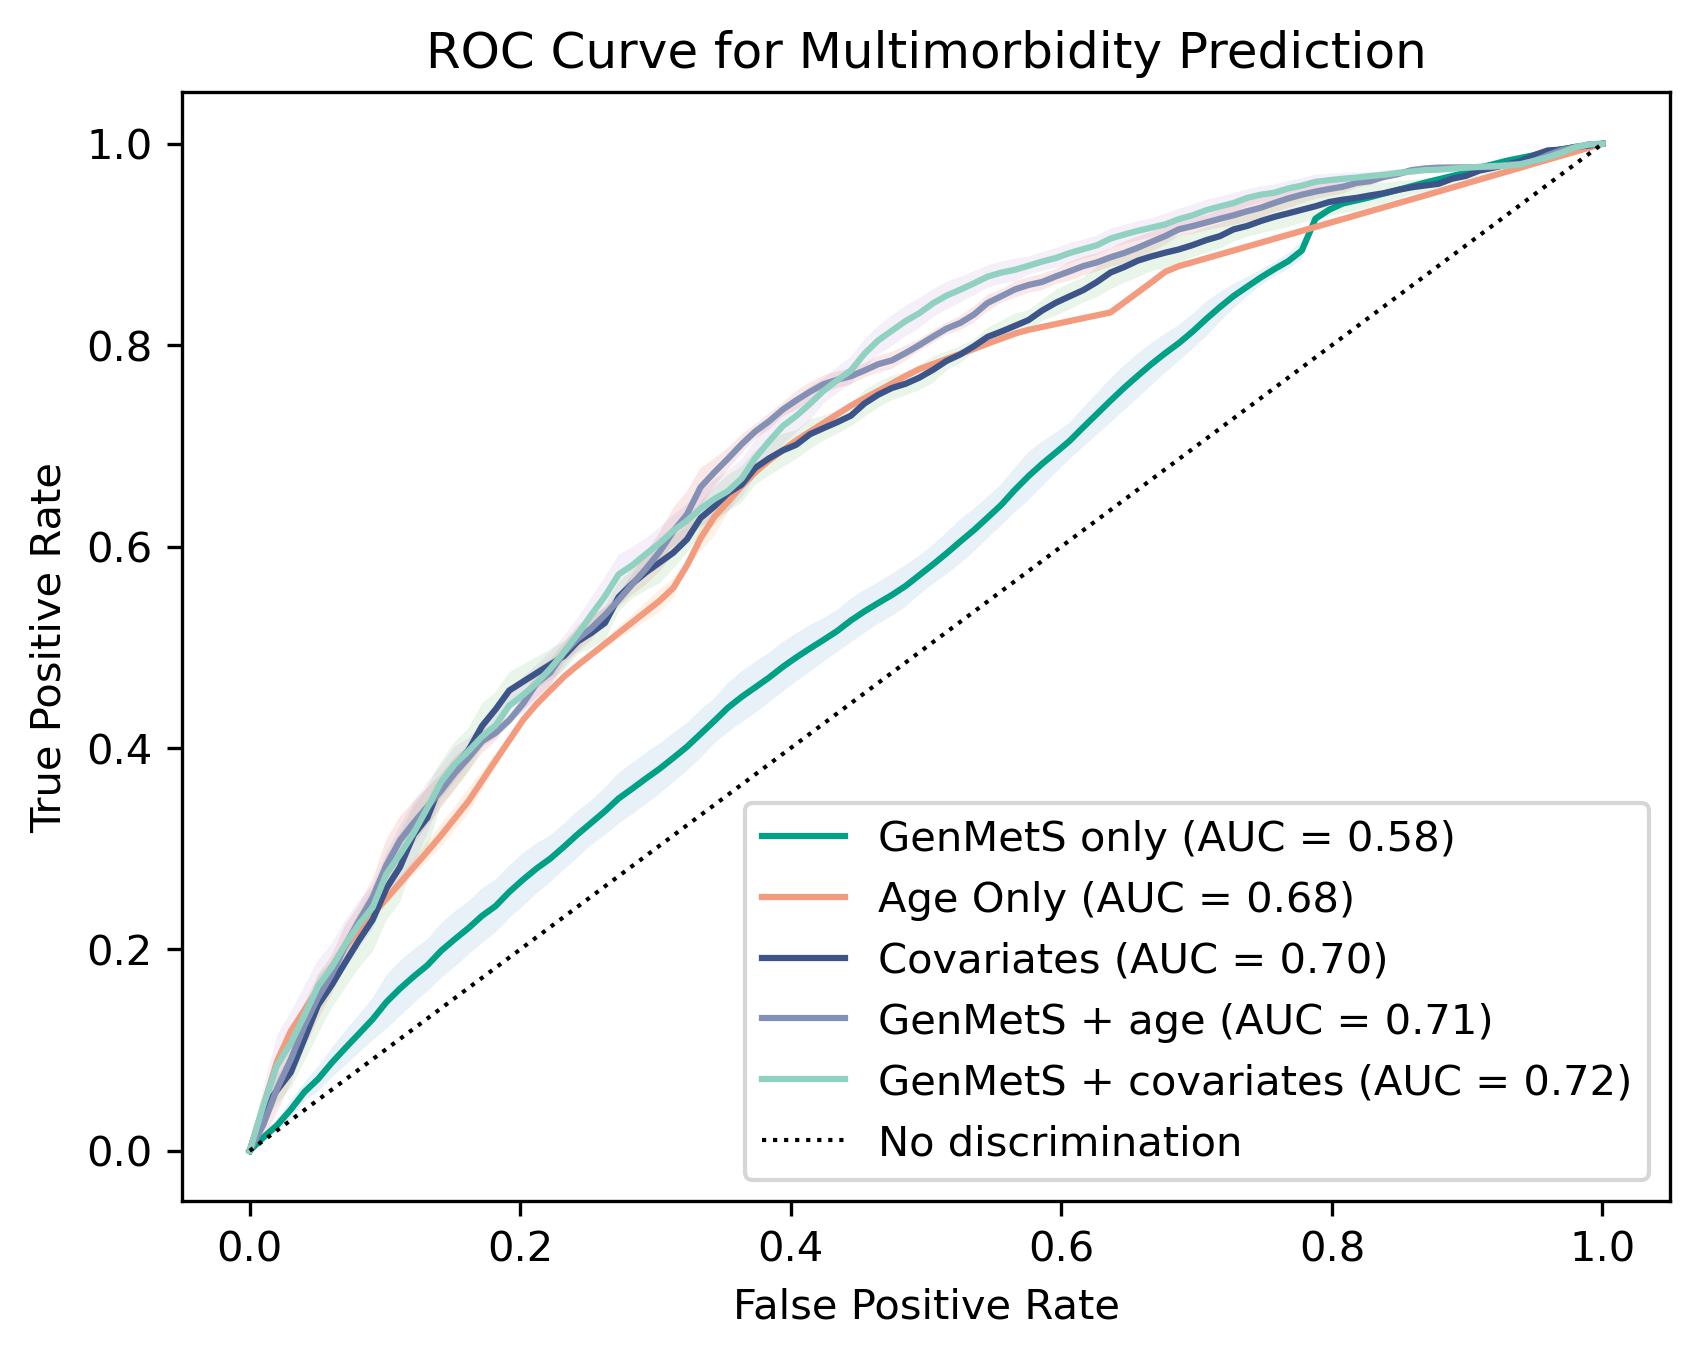 ROC Curve for Multimorbidity Prediction
True Positive Rate
1.0
0.8
0.6
0.4
0.2
0.0
GenMetS only (AUC = 0.58)
Age Only (AUC = 0.68)
Covariates (AUC = 0.70)
GenMetS + age (AUC = 0.71)
GenMetS + covariates (AUC = 0.72)
No discrimination
0.0 0.2 0.4 0.6 0.8 1.0
False Positive Rate